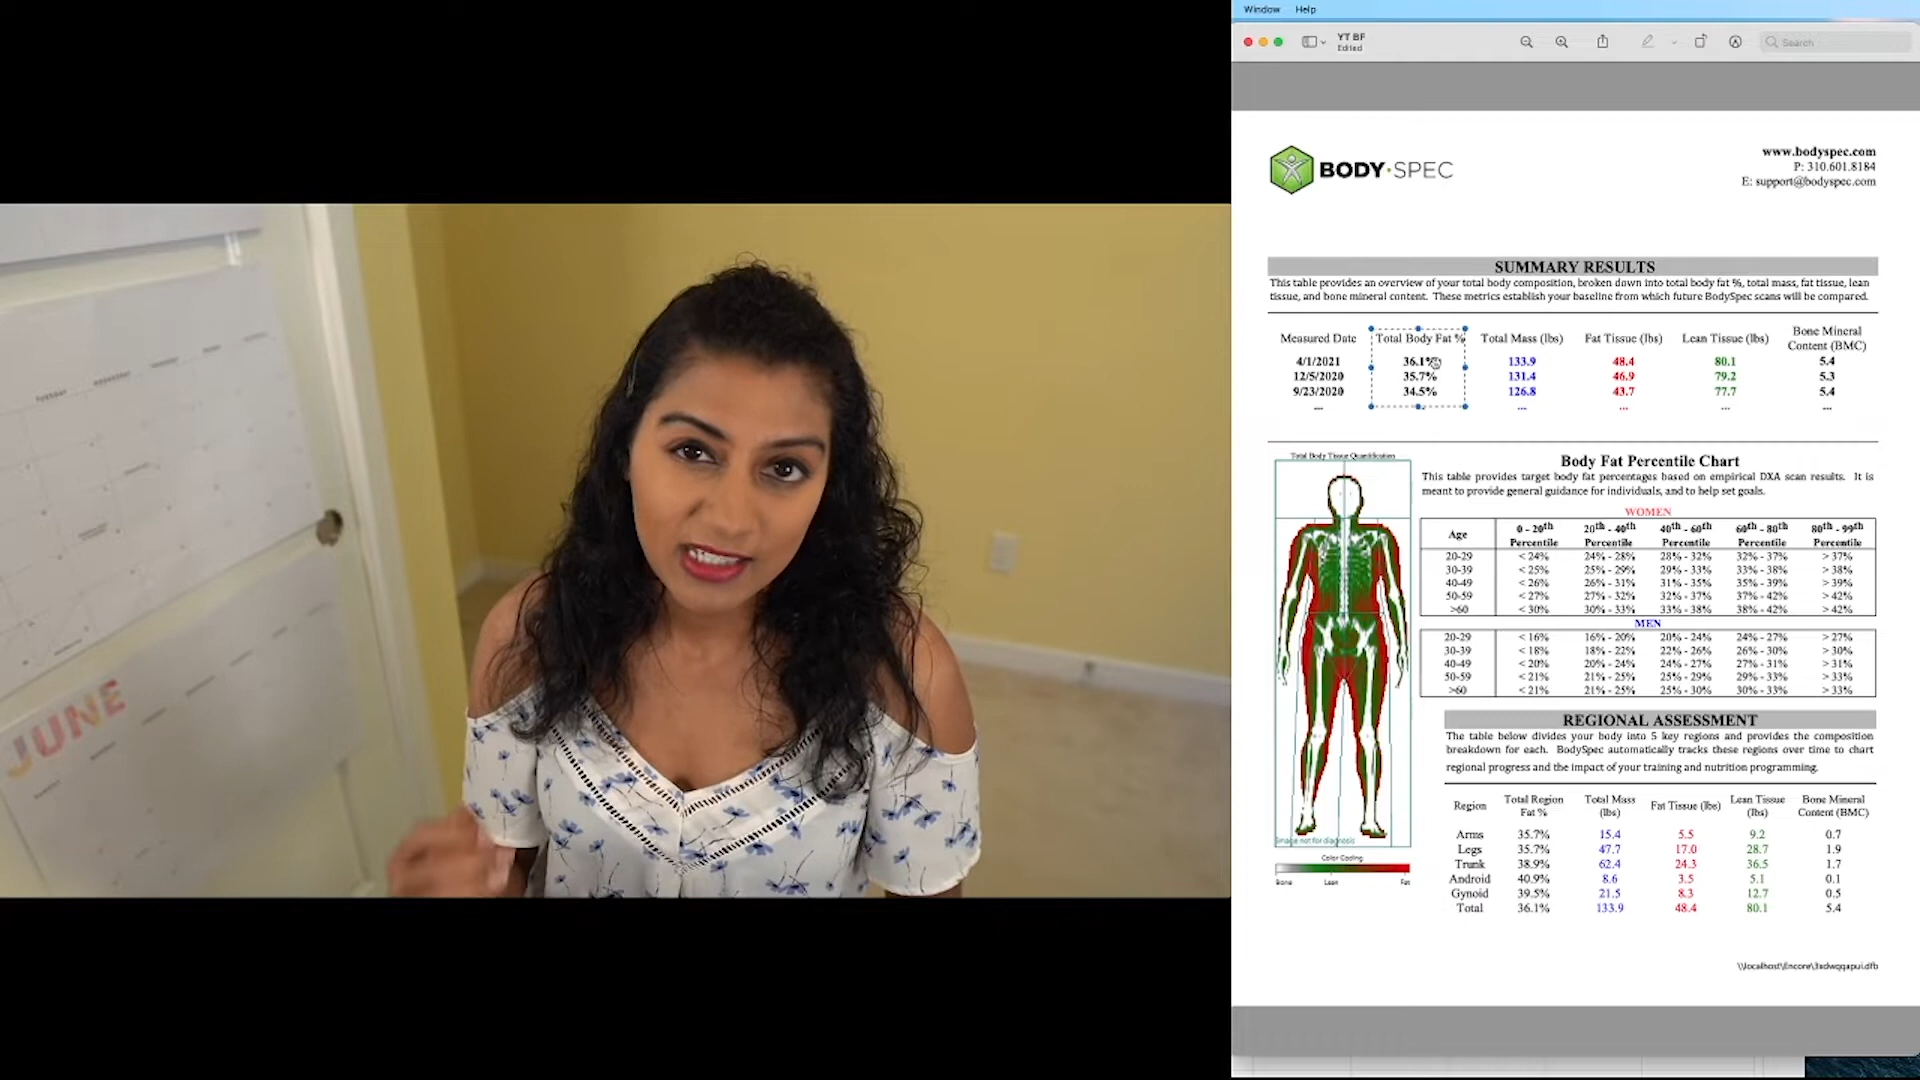 TUESDAY
WEDNESDAY
JUNE
Window Help
YT BF
Edited
Search
BODY•SPEC
www.bodyspec.com
P: 310.601.8184
E: support@bodyspec.com
SUMMARY RESULTS
This table provides an overview of your total body composition, broken down into total body fat %, total mass, fat tissue, lean
tissue, and bone mineral content. These metrics establish your baseline from which future BodySpec scans will be compared.
Measured Date Total Body Fat % Total Mass (lbs) Fat Tissue (lbs) Lean Tissue (lbs) Bone Mineral
Content (BMC)
4/1/2021 36.1% 133.9 48.4 80.1 5.4
12/5/2020 35.7% 131.4 46.9 79.2 5.3
9/23/2020 34.5% 126.8 43.7 77.7 5.4
... ... ... ... ... ...
Total Body Tissue Quantification
Image not for diagnosis
Color Coding
Bone Lean Fat
Body Fat Percentile Chart
This table provides target body fat percentages based on empirical DXA scan results. It is
meant to provide general guidance for individuals, and to help set goals.
WOMEN
Age 0 - 20th Percentile 20th - 40th Percentile 40th - 60th Percentile 60th - 80th Percentile 80th - 99th Percentile
20-29 < 24% 24% - 28% 28% - 32% 32% - 37% > 37%
30-39 < 25% 25% - 29% 29% - 33% 33% - 38% > 38%
40-49 < 26% 26% - 31% 31% - 35% 35% - 39% > 39%
50-59 < 27% 27% - 32% 32% - 37% 37% - 42% > 42%
>60 < 30% 30% - 33% 33% - 38% 38% - 42% > 42%
MEN
20-29 < 16% 16% - 20% 20% - 24% 24% - 27% > 27%
30-39 < 18% 18% - 22% 22% - 26% 26% - 30% > 30%
40-49 < 20% 20% - 24% 24% - 27% 27% - 31% > 31%
50-59 < 21% 21% - 25% 25% - 29% 29% - 33% > 33%
>60 < 21% 21% - 25% 25% - 30% 30% - 33% > 33%
REGIONAL ASSESSMENT
The table below divides your body into 5 key regions and provides the composition
breakdown for each. BodySpec automatically tracks these regions over time to chart
regional progress and the impact of your training and nutrition programming.
Region Total Region Fat % Total Mass (lbs) Fat Tissue (lbs) Lean Tissue (lbs) Bone Mineral Content (BMC)
Arms 35.7% 15.4 5.5 9.2 0.7
Legs 35.7% 47.7 17.0 28.7 1.9
Trunk 38.9% 62.4 24.3 36.5 1.7
Android 40.9% 8.6 3.5 5.1 0.1
Gynoid 39.5% 21.5 8.3 12.7 0.5
Total 36.1% 133.9 48.4 80.1 5.4